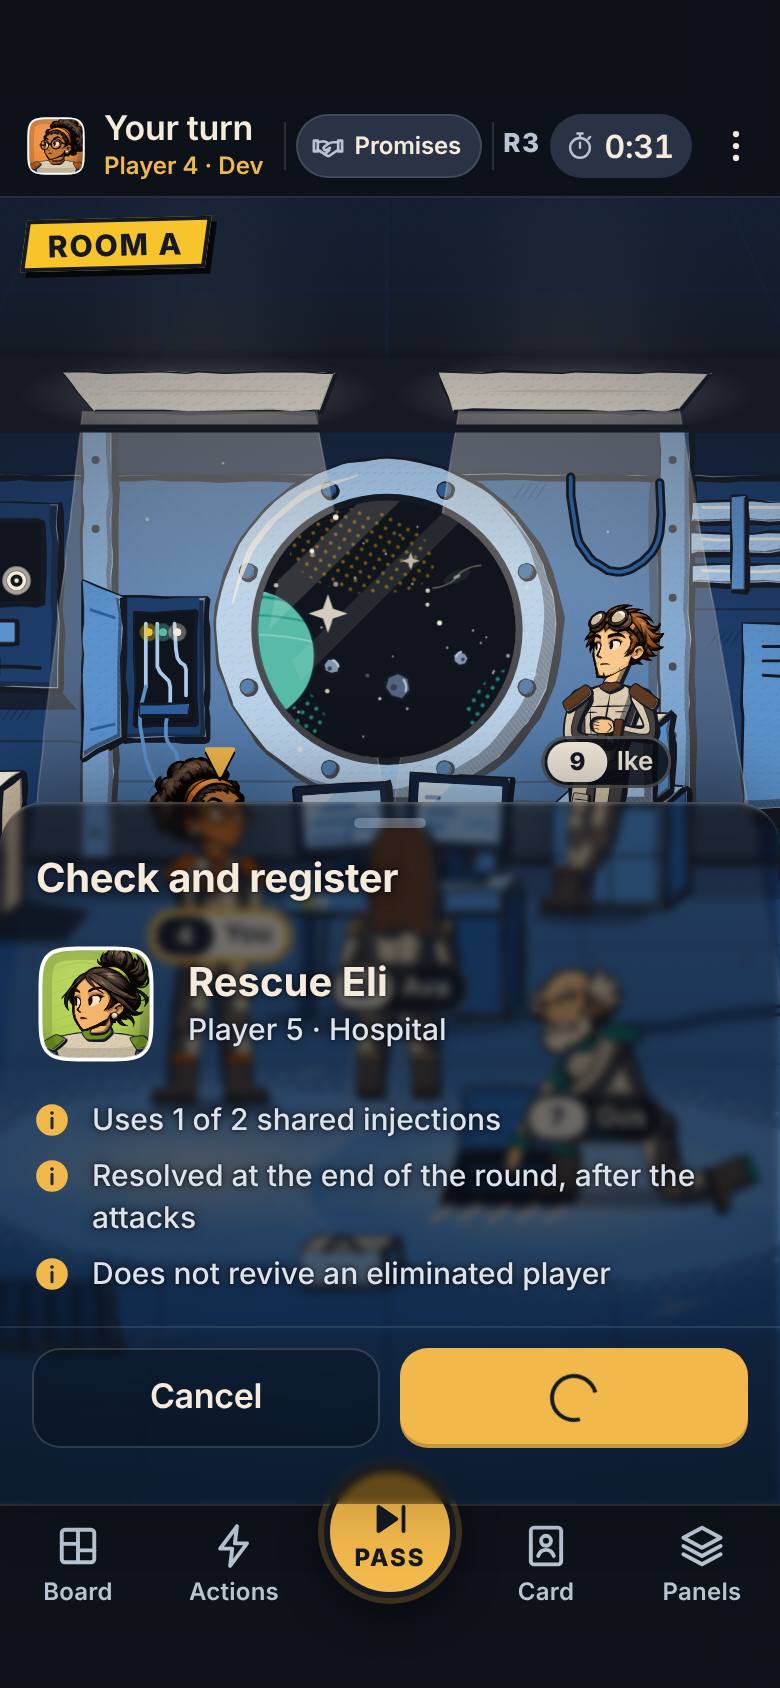 Your turn
Player 4 · Dev
Promises
R3
0:31
ROOM A
9 Ike
Check and register
Rescue Eli
Player 5 · Hospital
Uses 1 of 2 shared injections
Resolved at the end of the round, after the
attacks
Does not revive an eliminated player
Cancel
PASS
Board
Actions
Card
Panels